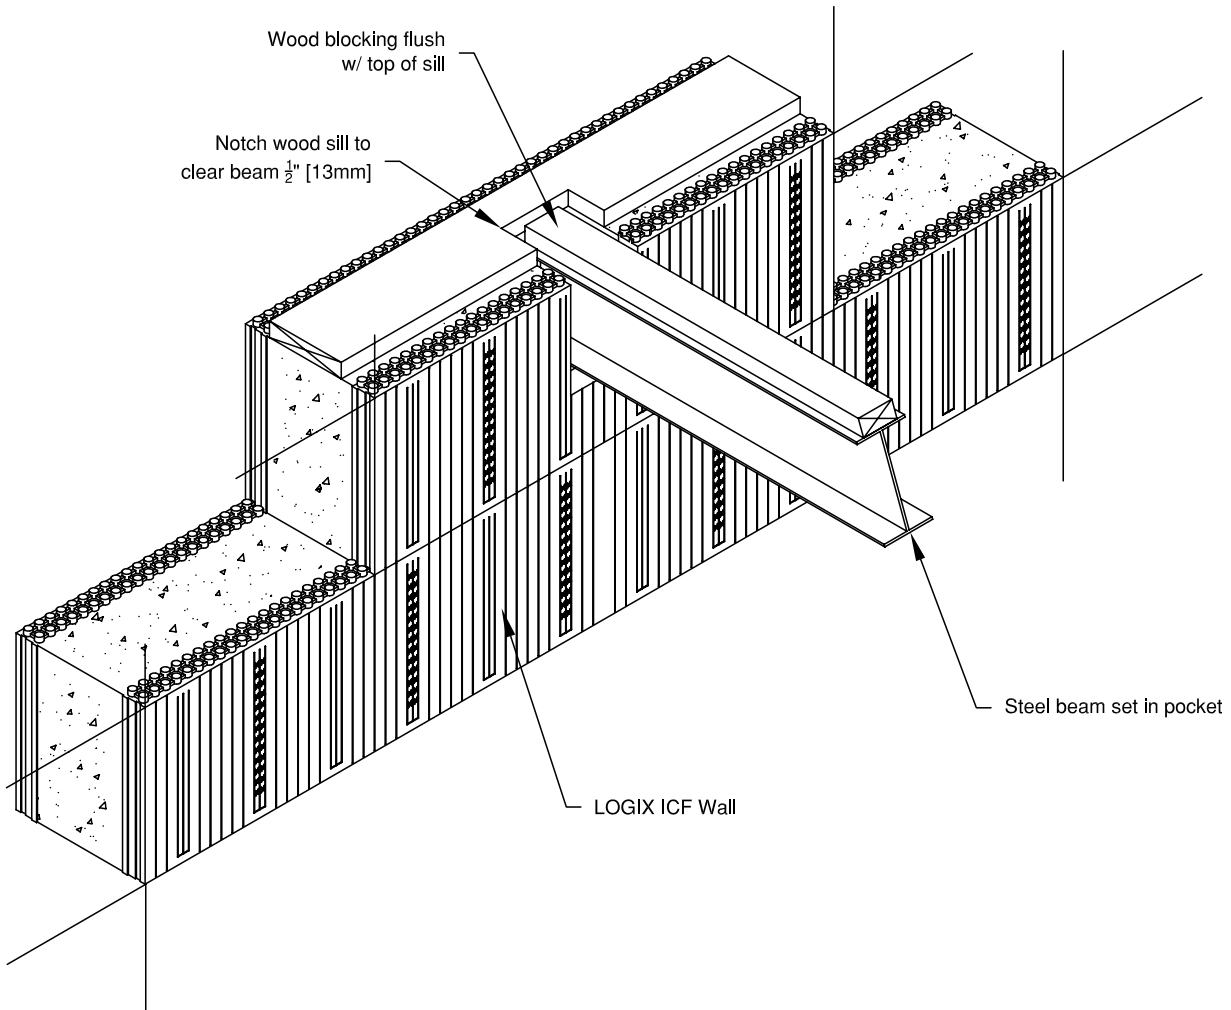 Wood blocking flush
w/ top of sill
Notch wood sill to
clear beam ½" [13mm]
Steel beam set in pocket
LOGIX ICF Wall